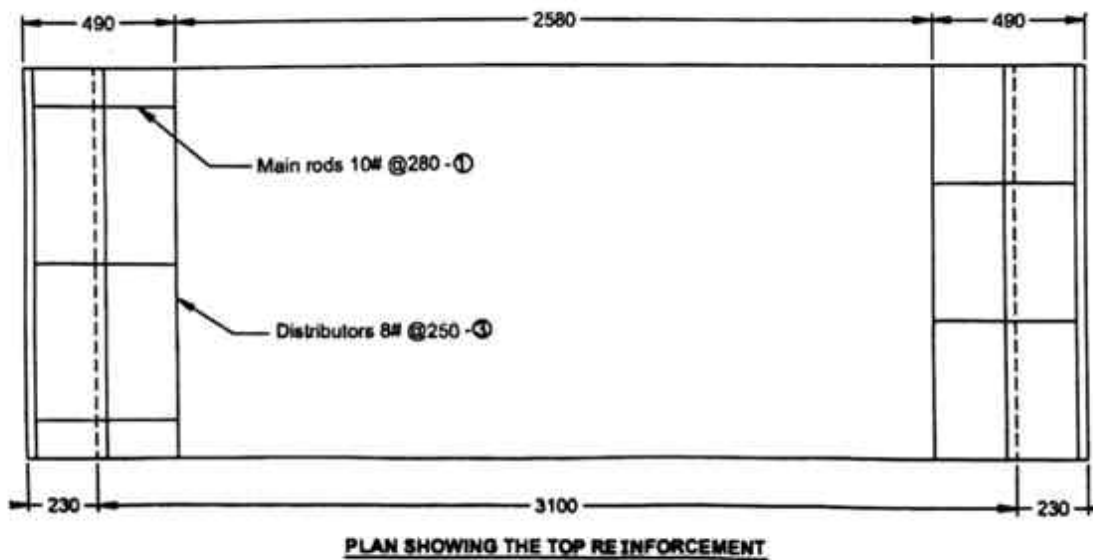 490
2580
490
Main rods 10# @280 - ①
Distributors 8# @250 - ③
230
3100
230
PLAN SHOWING THE TOP REINFORCEMENT